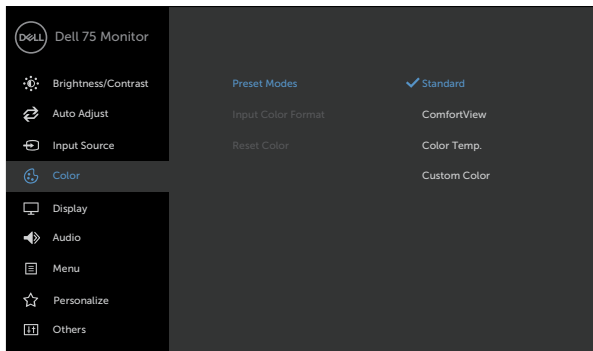 DELL Dell 75 Monitor
Brightness/Contrast Preset Modes Standard
Auto Adjust Input Color Format ComfortView
Input Source Reset Color Color Temp.
Color Custom Color
Display
Audio
Menu
Personalize
Others